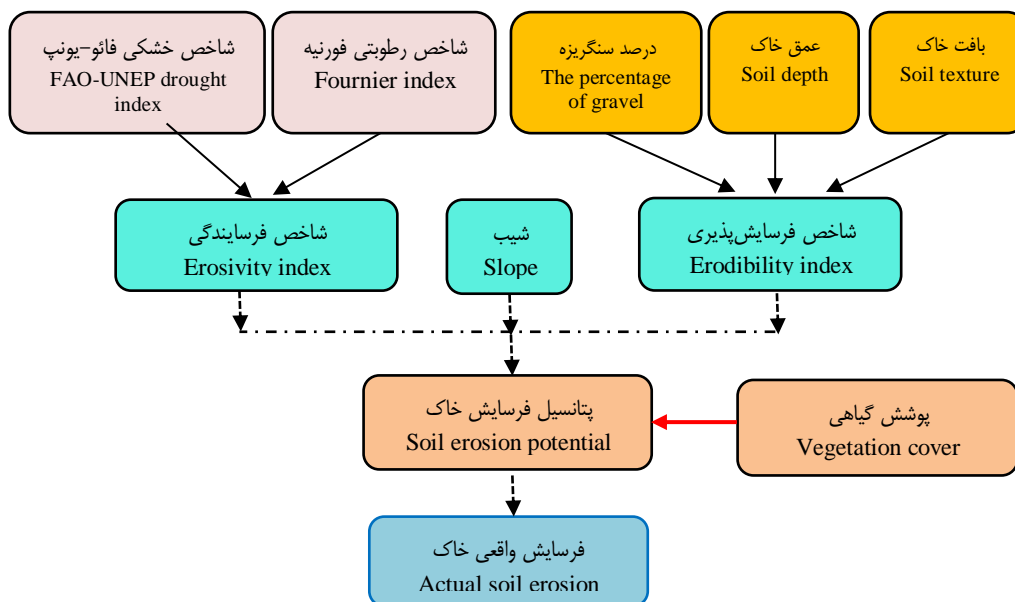 شاخص خشکی فائو-یونپ
FAO-UNEP drought
index
شاخص رطوبتی فورنیه
Fournier index
درصد سنگریزه
The percentage
of gravel
عمق خاک
Soil depth
بافت خاک
Soil texture
شاخص فرسایندگی
Erosivity index
شیب
Slope
شاخص فرسایش‌پذیری
Erodibility index
پتانسیل فرسایش خاک
Soil erosion potential
پوشش گیاهی
Vegetation cover
فرسایش واقعی خاک
Actual soil erosion